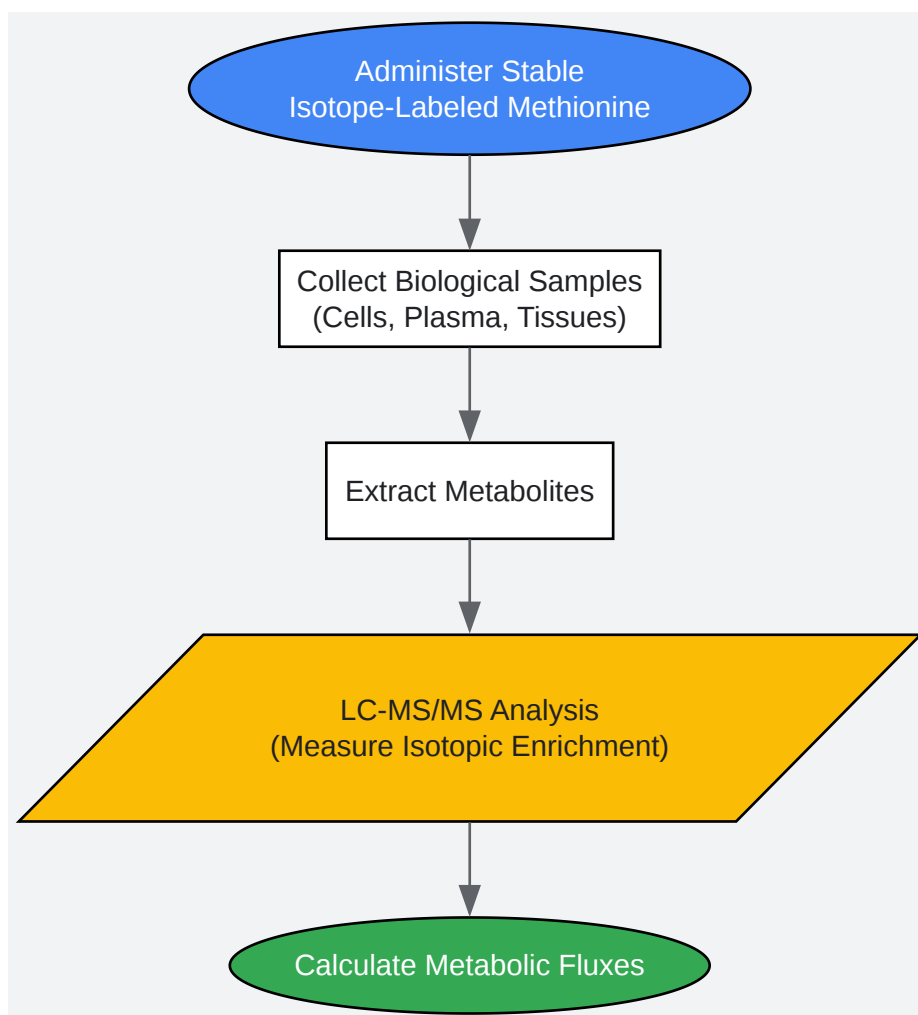 Administer Stable
Isotope-Labeled Methionine
Collect Biological Samples
(Cells, Plasma, Tissues)
Extract Metabolites
LC-MS/MS Analysis
(Measure Isotopic Enrichment)
Calculate Metabolic Fluxes